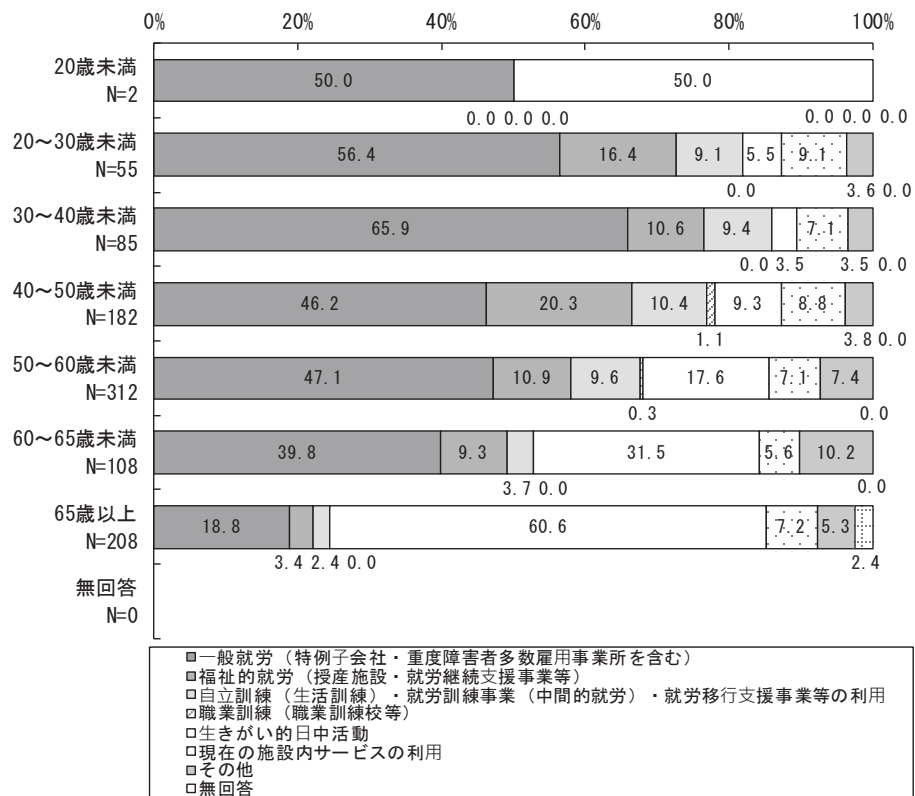 0% 20% 40% 60% 80% 100%
20歳未満
N=2
50.0 50.0
0.0 0.0 0.0 0.0 0.0 0.0
20～30歳未満
N=55
56.4 16.4 9.1 5.5 9.1
0.0 3.6 0.0
30～40歳未満
N=85
65.9 10.6 9.4 7.1
0.0 3.5 3.5 0.0
40～50歳未満
N=182
46.2 20.3 10.4 9.3 8.8
1.1 3.8 0.0
50～60歳未満
N=312
47.1 10.9 9.6 17.6 7.1 7.4
0.3 0.0
60～65歳未満
N=108
39.8 9.3 31.5 5.6 10.2
3.7 0.0 0.0
65歳以上
N=208
18.8 60.6 7.2 5.3
3.4 2.4 0.0 2.4
無回答
N=0
一般就労（特例子会社・重度障害者多数雇用事業所を含む）
福祉的就労（授産施設・就労継続支援事業等）
自立訓練（生活訓練）・就労訓練事業（中間的就労）・就労移行支援事業等の利用
職業訓練（職業訓練校等）
生きがい的日中活動
現在の施設内サービスの利用
その他
無回答